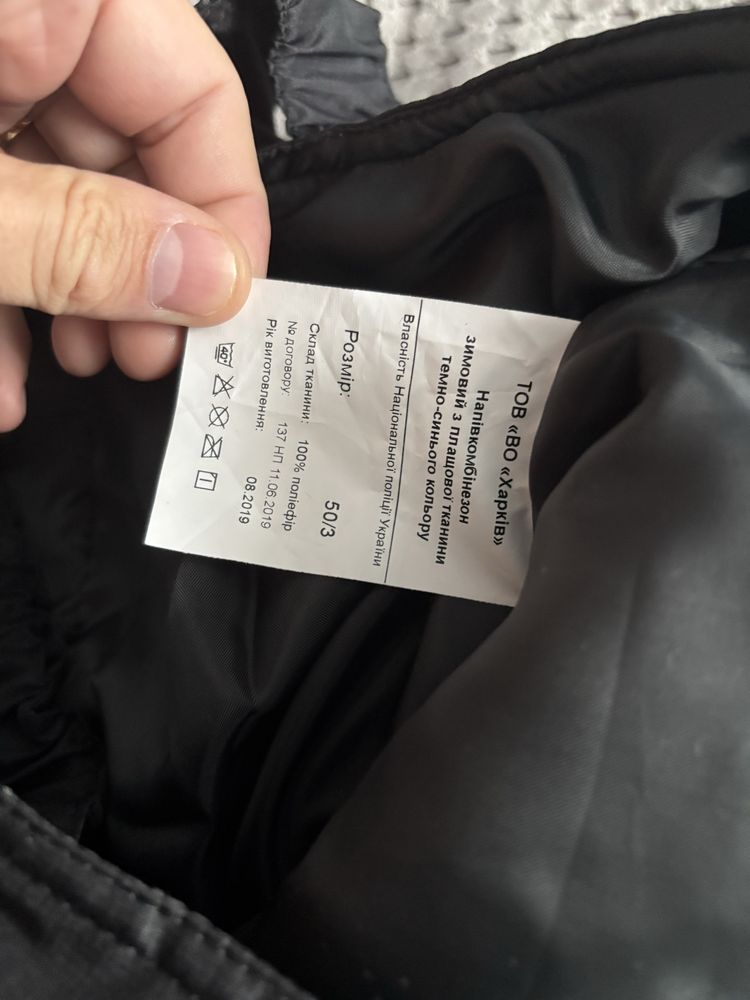 ТОВ «ВО «Харків»
Напівкомбінезон
зимовий з плащової тканини
темно-синього кольору
Власність Національної поліції України
Розмір: 50/3
Склад тканини: 100% поліефір
№ договору: 137 НП 11.06.2019
Рік виготовлення: 08.2019
40°